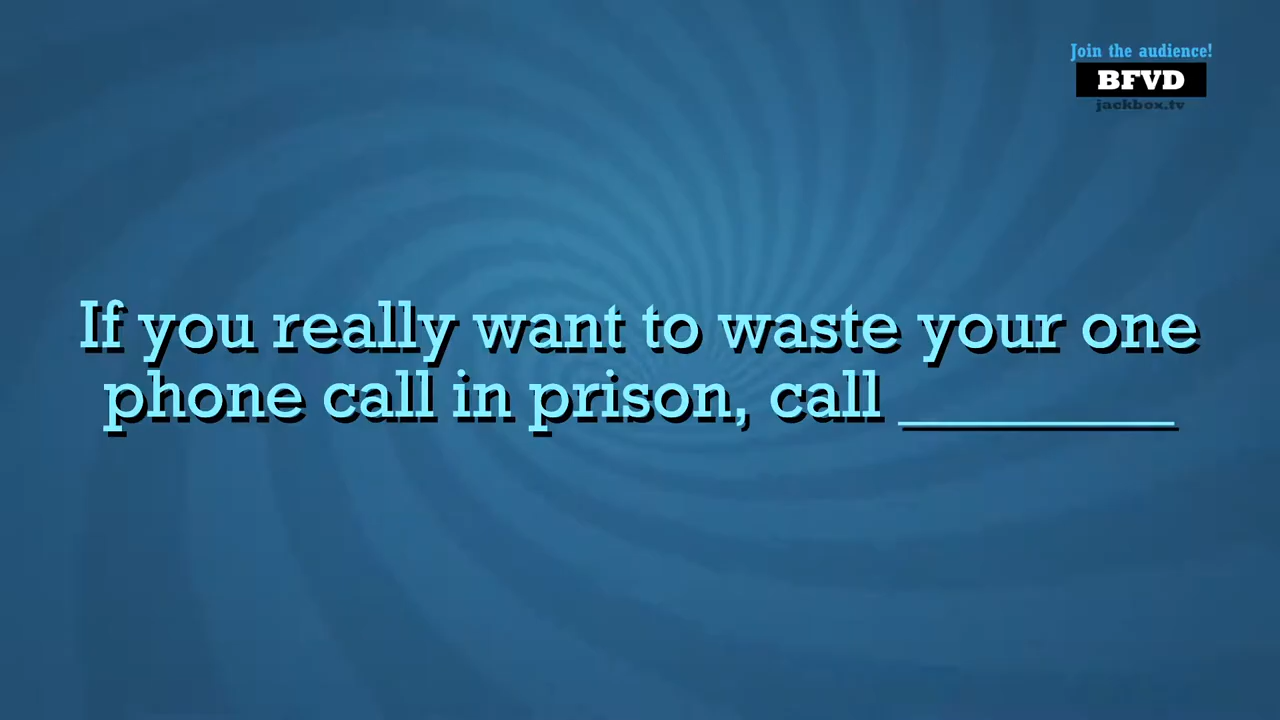 Join the audience!
BFVD
jackbox.tv
If you really want to waste your one
phone call in prison, call __________